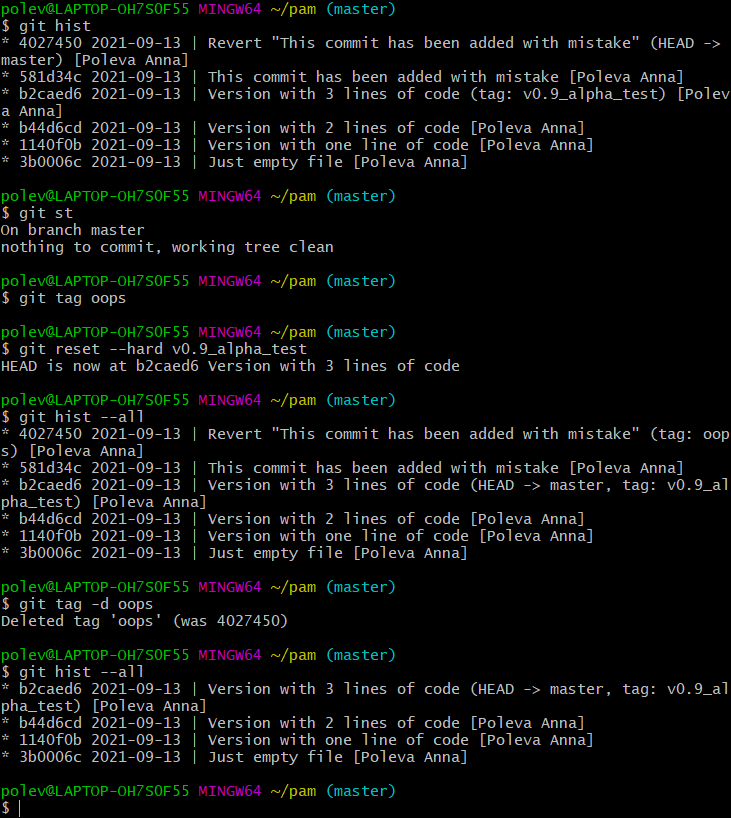 polev@LAPTOP-OH7S0F55 MINGW64 ~/pam (master)
$ git hist
* 4027450 2021-09-13 | Revert "This commit has been added with mistake" (HEAD ->
master) [Poleva Anna]
* 581d34c 2021-09-13 | This commit has been added with mistake [Poleva Anna]
* b2caed6 2021-09-13 | Version with 3 lines of code (tag: v0.9_alpha_test) [Polev
a Anna]
* b44d6cd 2021-09-13 | Version with 2 lines of code [Poleva Anna]
* 1140f0b 2021-09-13 | Version with one line of code [Poleva Anna]
* 3b0006c 2021-09-13 | Just empty file [Poleva Anna]
polev@LAPTOP-OH7S0F55 MINGW64 ~/pam (master)
$ git st
On branch master
nothing to commit, working tree clean
polev@LAPTOP-OH7S0F55 MINGW64 ~/pam (master)
$ git tag oops
polev@LAPTOP-OH7S0F55 MINGW64 ~/pam (master)
$ git reset --hard v0.9_alpha_test
HEAD is now at b2caed6 Version with 3 lines of code
polev@LAPTOP-OH7S0F55 MINGW64 ~/pam (master)
$ git hist --all
* 4027450 2021-09-13 | Revert "This commit has been added with mistake" (tag: oop
s) [Poleva Anna]
* 581d34c 2021-09-13 | This commit has been added with mistake [Poleva Anna]
* b2caed6 2021-09-13 | Version with 3 lines of code (HEAD -> master, tag: v0.9_al
pha_test) [Poleva Anna]
* b44d6cd 2021-09-13 | Version with 2 lines of code [Poleva Anna]
* 1140f0b 2021-09-13 | Version with one line of code [Poleva Anna]
* 3b0006c 2021-09-13 | Just empty file [Poleva Anna]
polev@LAPTOP-OH7S0F55 MINGW64 ~/pam (master)
$ git tag -d oops
Deleted tag 'oops' (was 4027450)
polev@LAPTOP-OH7S0F55 MINGW64 ~/pam (master)
$ git hist --all
* b2caed6 2021-09-13 | Version with 3 lines of code (HEAD -> master, tag: v0.9_al
pha_test) [Poleva Anna]
* b44d6cd 2021-09-13 | Version with 2 lines of code [Poleva Anna]
* 1140f0b 2021-09-13 | Version with one line of code [Poleva Anna]
* 3b0006c 2021-09-13 | Just empty file [Poleva Anna]
polev@LAPTOP-OH7S0F55 MINGW64 ~/pam (master)
$